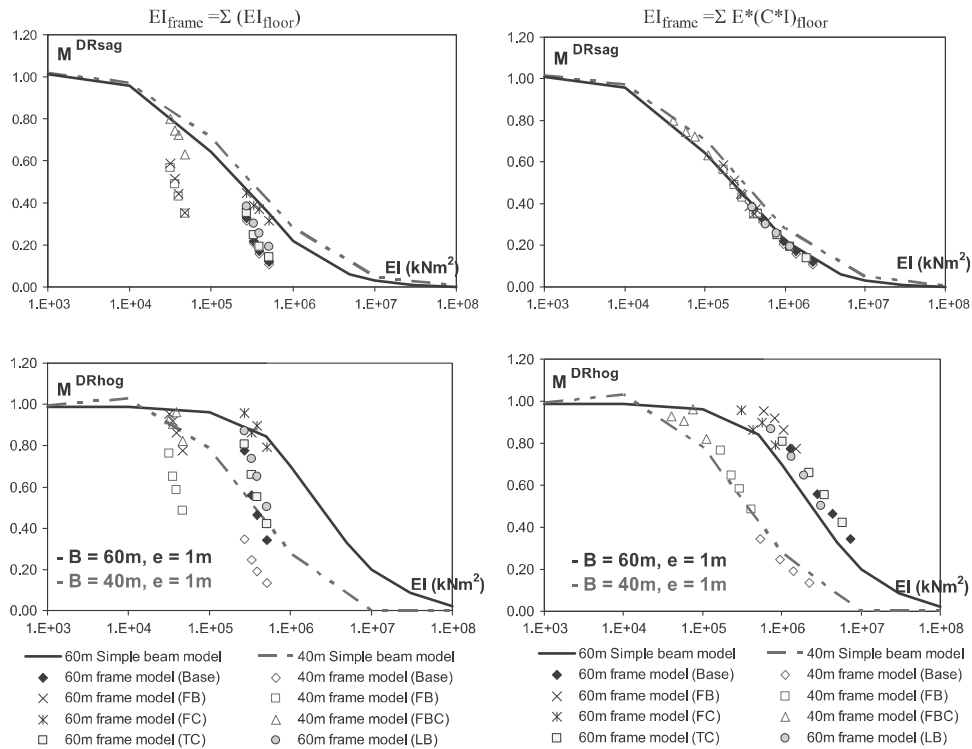 EI_frame =Σ (EI_floor)
EI_frame =Σ E*(C*I)_floor
1.20
1.00
0.80
0.60
0.40
0.20
0.00
M DRsag
EI (kNm²)
1.E+03 1.E+04 1.E+05 1.E+06 1.E+07 1.E+08
1.20
1.00
0.80
0.60
0.40
0.20
0.00
M DRsag
EI (kNm²)
1.E+03 1.E+04 1.E+05 1.E+06 1.E+07 1.E+08
1.20
1.00
0.80
0.60
0.40
0.20
0.00
M DRhog
- B = 60m, e = 1m
- B = 40m, e = 1m
EI (kNm²)
1.E+03 1.E+04 1.E+05 1.E+06 1.E+07 1.E+08
1.20
1.00
0.80
0.60
0.40
0.20
0.00
M DRhog
- B = 60m, e = 1m
- B = 40m, e = 1m
EI (kNm²)
1.E+03 1.E+04 1.E+05 1.E+06 1.E+07 1.E+08
60m Simple beam model 40m Simple beam model
60m frame model (Base) 40m frame model (Base)
60m frame model (FB) 40m frame model (FB)
60m frame model (FC) 40m frame model (FBC)
60m frame model (TC) 60m frame model (LB)
60m Simple beam model 40m Simple beam model
60m frame model (Base) 40m frame model (Base)
60m frame model (FB) 40m frame model (FB)
60m frame model (FC) 40m frame model (FBC)
60m frame model (TC) 60m frame model (LB)